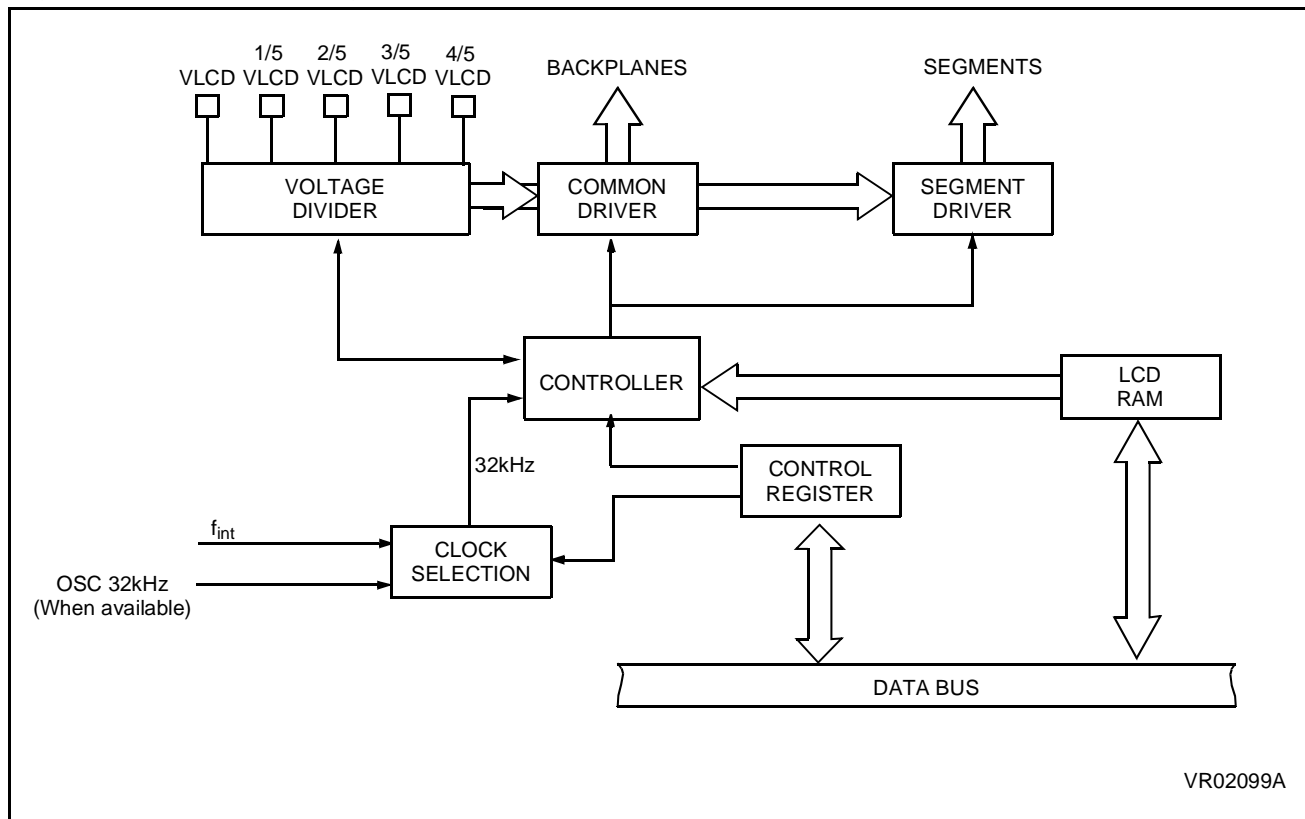 1/5 2/5 3/5 4/5
VLCD VLCD VLCD VLCD VLCD
BACKPLANES
SEGMENTS
VOLTAGE
DIVIDER
COMMON
DRIVER
SEGMENT
DRIVER
CONTROLLER
LCD
RAM
32kHz
CONTROL
REGISTER
fint
CLOCK
SELECTION
OSC 32kHz
(When available)
DATA BUS
VR02099A